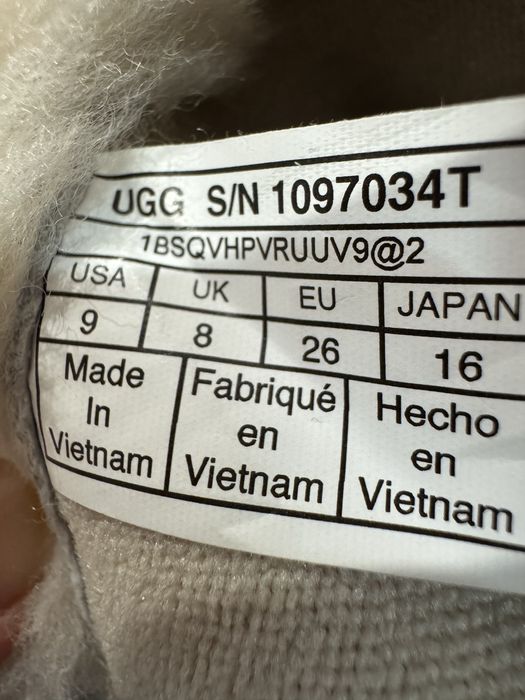 UGG S/N 1097034T
1BSQVHPVRUUV9@2
USA UK EU JAPAN
9 8 26 16
Made In Vietnam
Fabriqué en Vietnam
Hecho en Vietnam